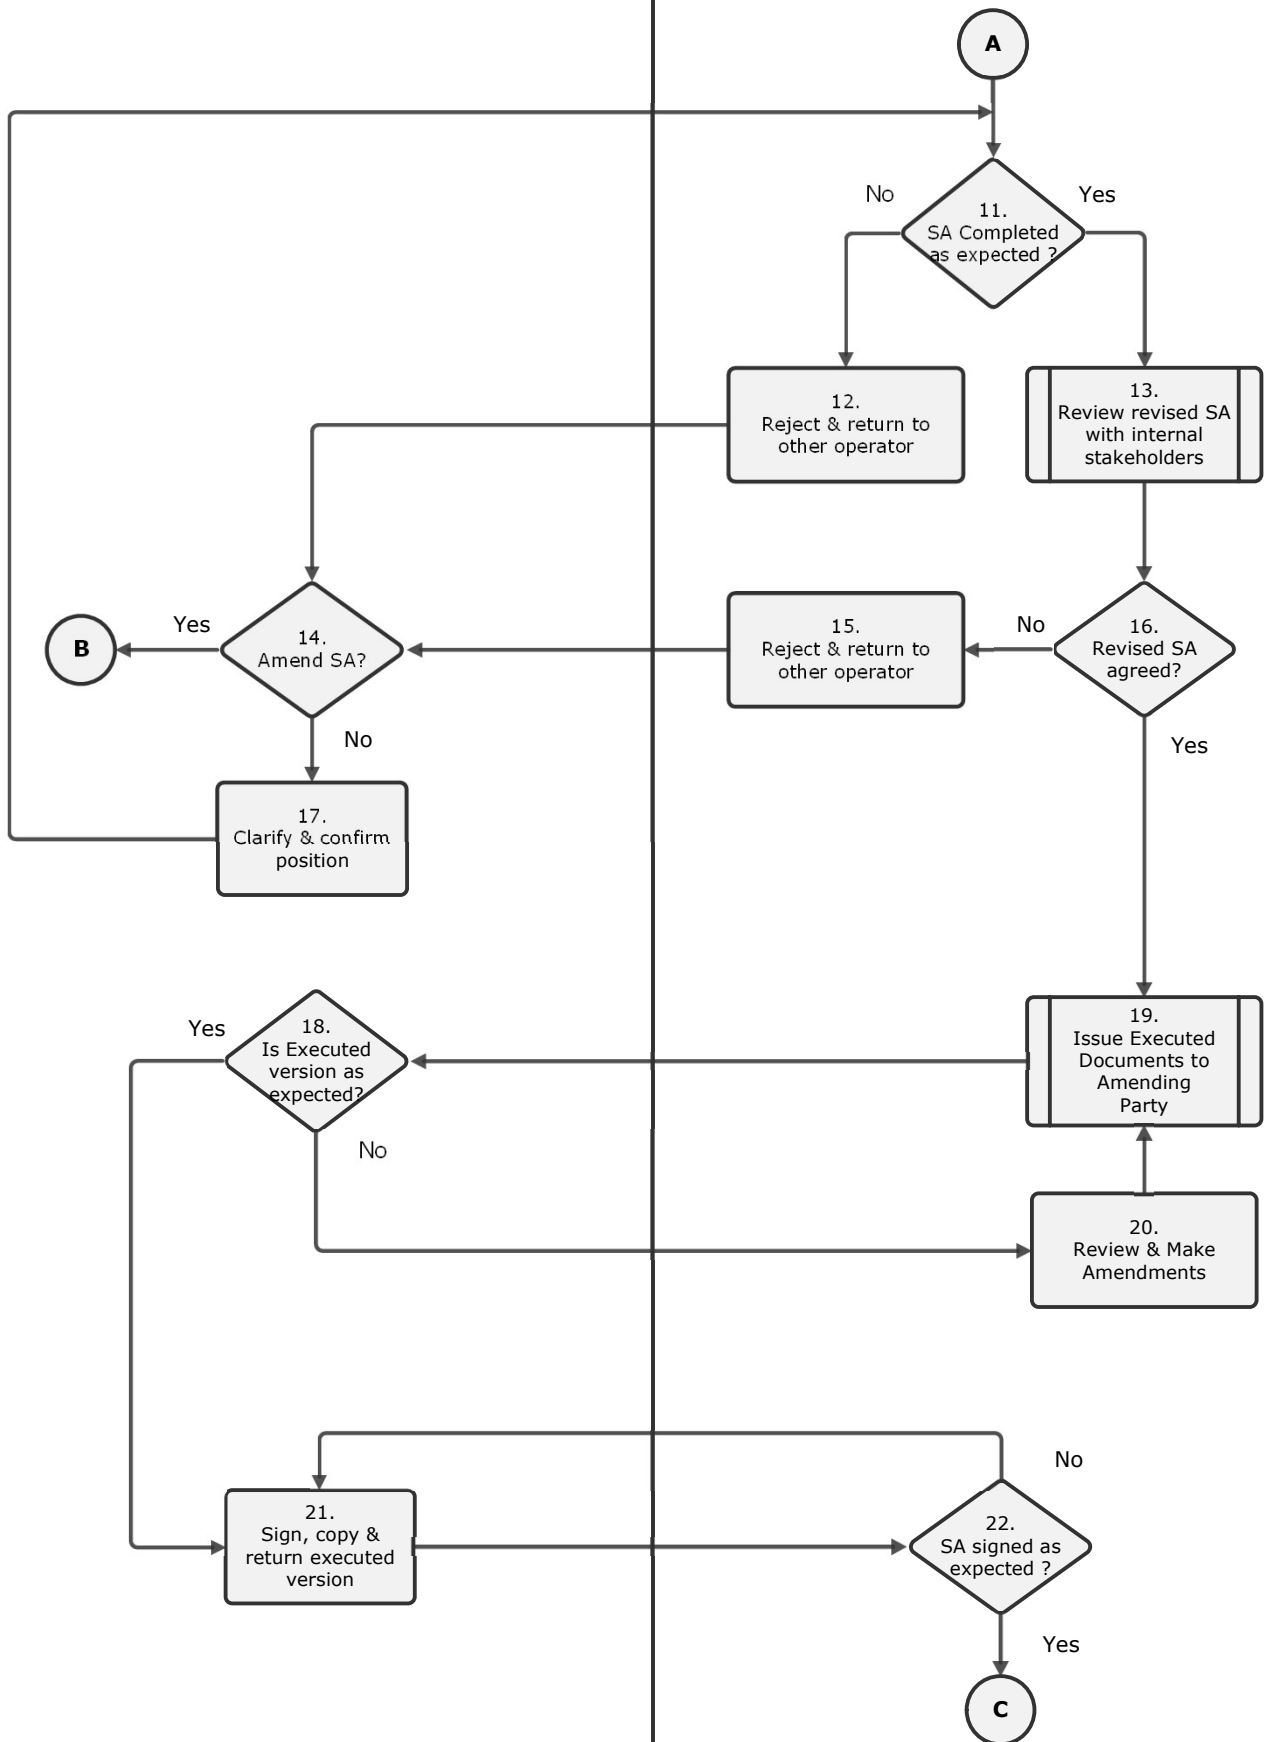 A
No
Yes
11.
SA Completed
as expected ?
12.
Reject & return to
other operator
13.
Review revised SA
with internal
stakeholders
Yes
B
14.
Amend SA?
15.
Reject & return to
other operator
No
16.
Revised SA
agreed?
No
Yes
17.
Clarify & confirm
position
Yes
18.
Is Executed
version as
expected?
19.
Issue Executed
Documents to
Amending
Party
No
20.
Review & Make
Amendments
No
21.
Sign, copy &
return executed
version
22.
SA signed as
expected ?
Yes
C